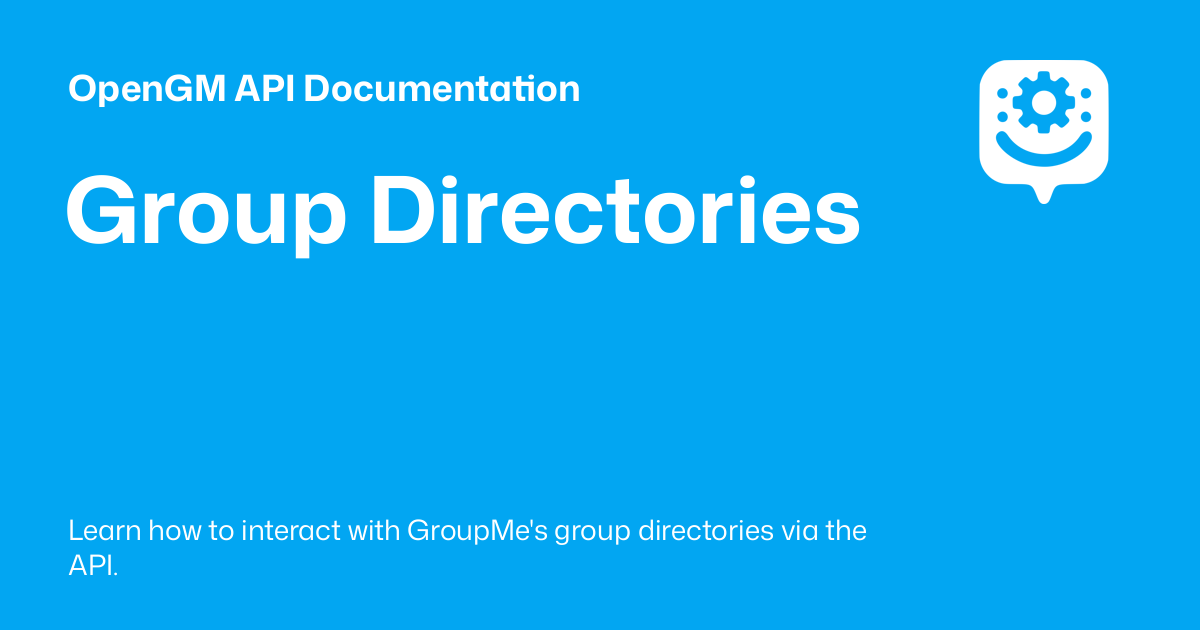 OpenGM API Documentation
Group Directories
Learn how to interact with GroupMe's group directories via the
API.